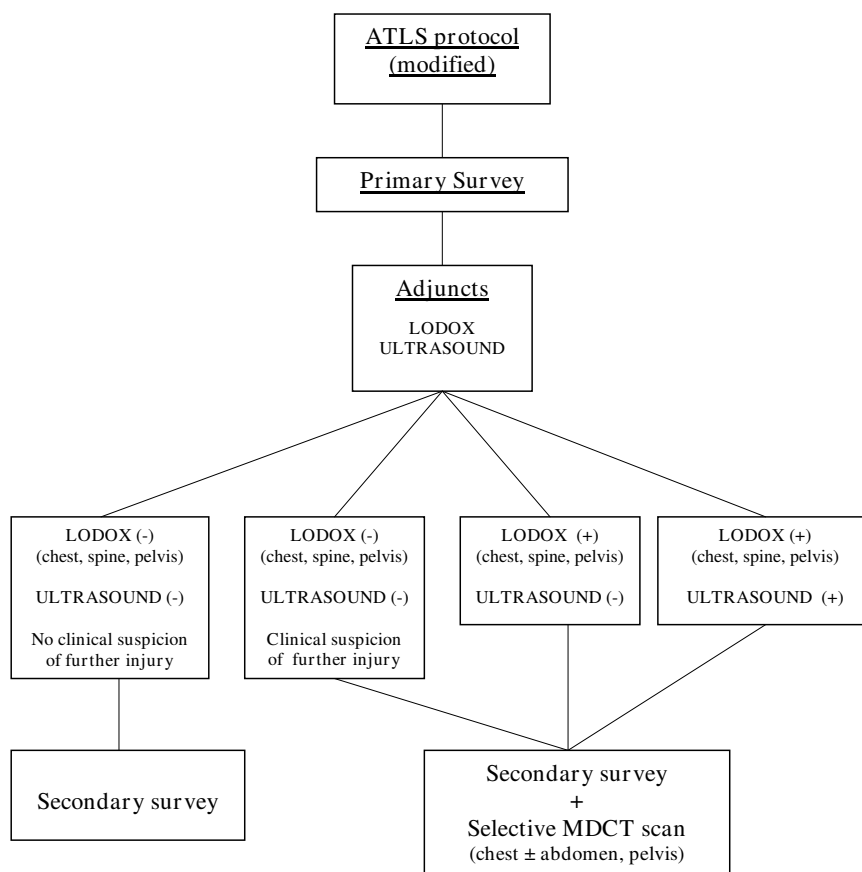 ATLS protocol
(modified)
Primary Survey
Adjuncts
LODOX
ULTRASOUND
LODOX (-)
(chest, spine, pelvis)
ULTRASOUND (-)
No clinical suspicion
of further injury
LODOX (-)
(chest, spine, pelvis)
ULTRASOUND (-)
Clinical suspicion
of further injury
LODOX (+)
(chest, spine, pelvis)
ULTRASOUND (-)
LODOX (+)
(chest, spine, pelvis)
ULTRASOUND (+)
Secondary survey
Secondary survey
+
Selective MDCT scan
(chest ± abdomen, pelvis)